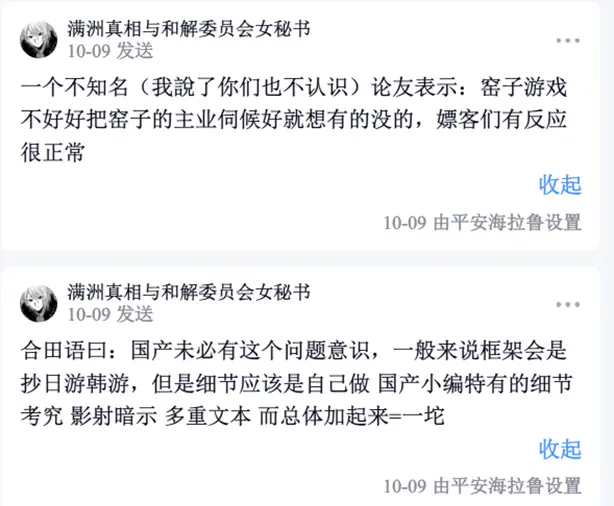 满洲真相与和解委员会女秘书
10-09 发送
一个不知名（我說了你们也不认识）论友表示：窑子游戏
不好好把窑子的主业伺候好就想有的没的，嫖客们有反应
很正常
收起
10-09 由平安海拉鲁设置
满洲真相与和解委员会女秘书
10-09 发送
合田语曰：国产未必有这个问题意识，一般来说框架会是
抄日游韩游，但是细节应该是自己做 国产小编特有的细节
考究 影射暗示 多重文本 而总体加起来=一坨
收起
10-09 由平安海拉鲁设置